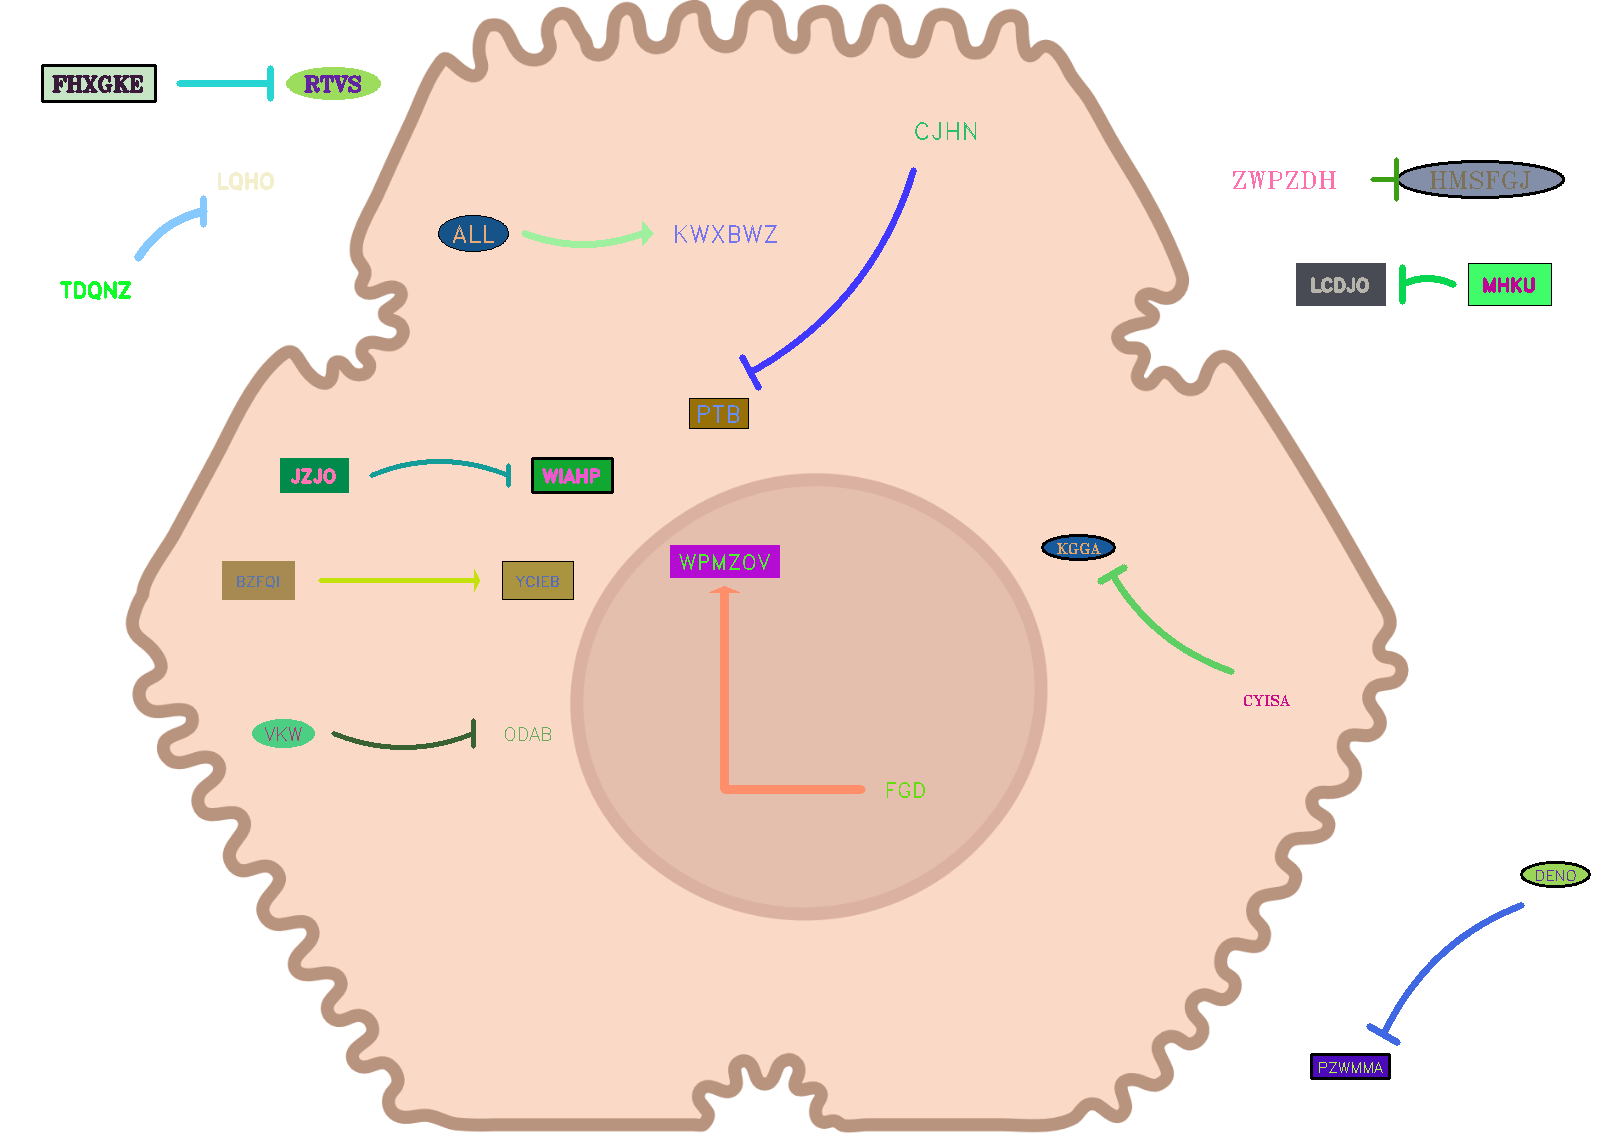 FHXGKE
RTVS
CJHN
LQHO
ZWPZDH
HMSFGJ
ALL
KWXBWZ
TDQNZ
LCDJO
MHKU
PTB
JZJO
WIAHP
KGGA
WPMZOV
BZFQI
YCIEB
CYISA
VKW
ODAB
FGD
DENO
PZWMMA